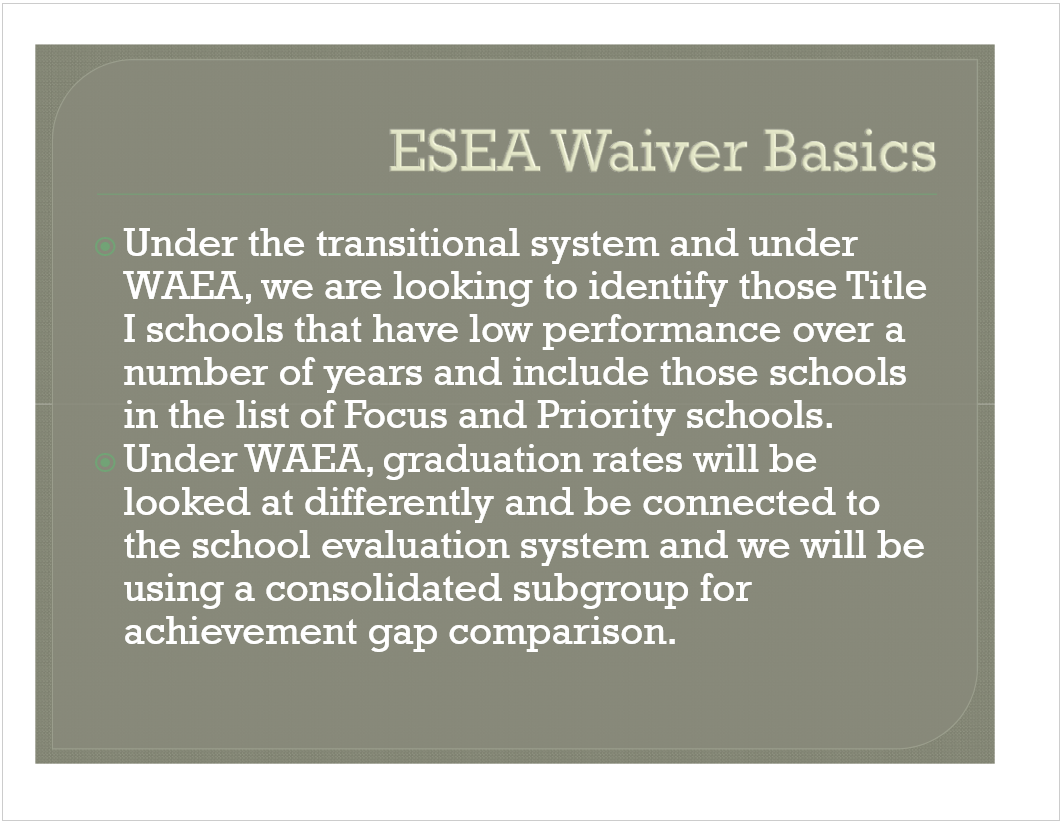 ESEA Waiver Basics
Under the transitional system and under
WAEA, we are looking to identify those Title
I schools that have low performance over a
number of years and include those schools
in the list of Focus and Priority schools.
Under WAEA, graduation rates will be
looked at differently and be connected to
the school evaluation system and we will be
using a consolidated subgroup for
achievement gap comparison.